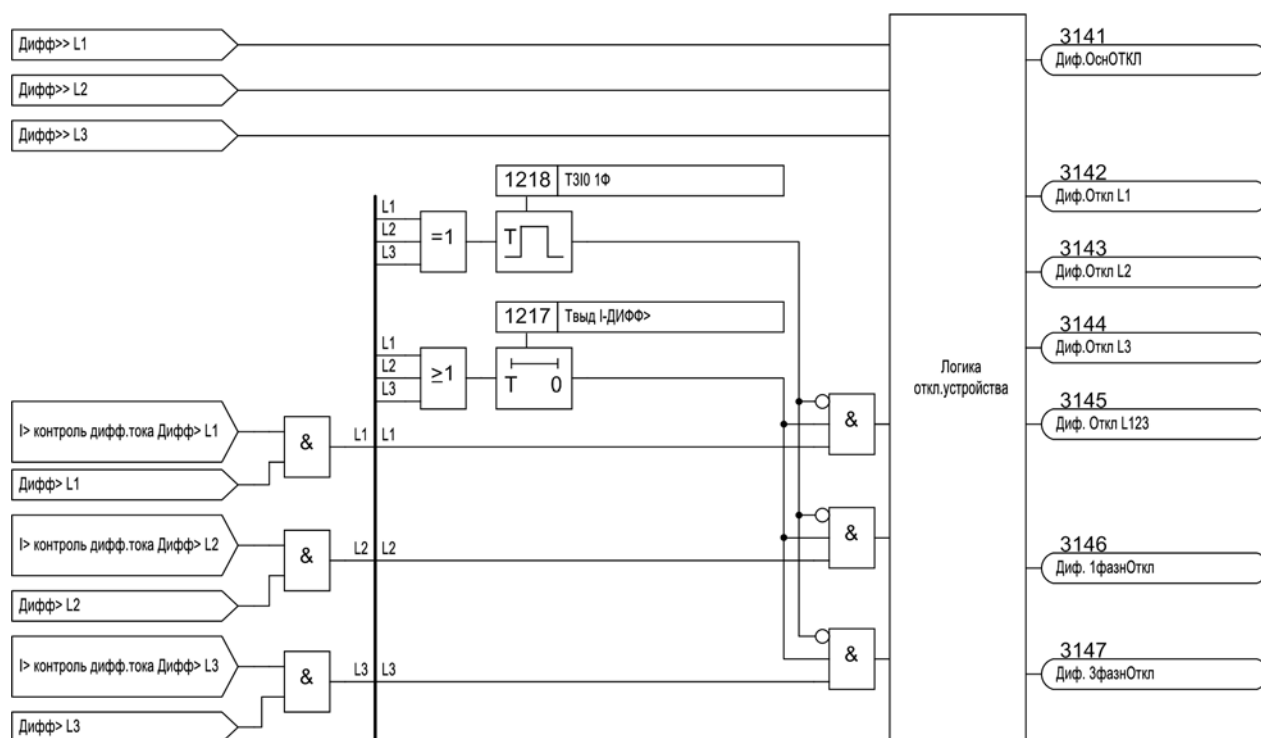 Дифф>> L1
Дифф>> L2
Дифф>> L3
3141
Диф.ОснОТКЛ
1218 T3I0 1Ф
L1
L2
L3
=1
T
3142
Диф.Откл L1
3143
Диф.Откл L2
1217 Tвыд I-ДИФФ>
L1
L2
L3
≥1
T 0
3144
Диф.Откл L3
Логика
откл.устройства
3145
Диф. Откл L123
I> контроль дифф.тока Дифф> L1
&
L1 L1
&
Дифф> L1
I> контроль дифф.тока Дифф> L2
&
L2 L2
&
Дифф> L2
3146
Диф. 1фазнОткл
I> контроль дифф.тока Дифф> L3
&
L3 L3
&
Дифф> L3
3147
Диф. 3фазнОткл